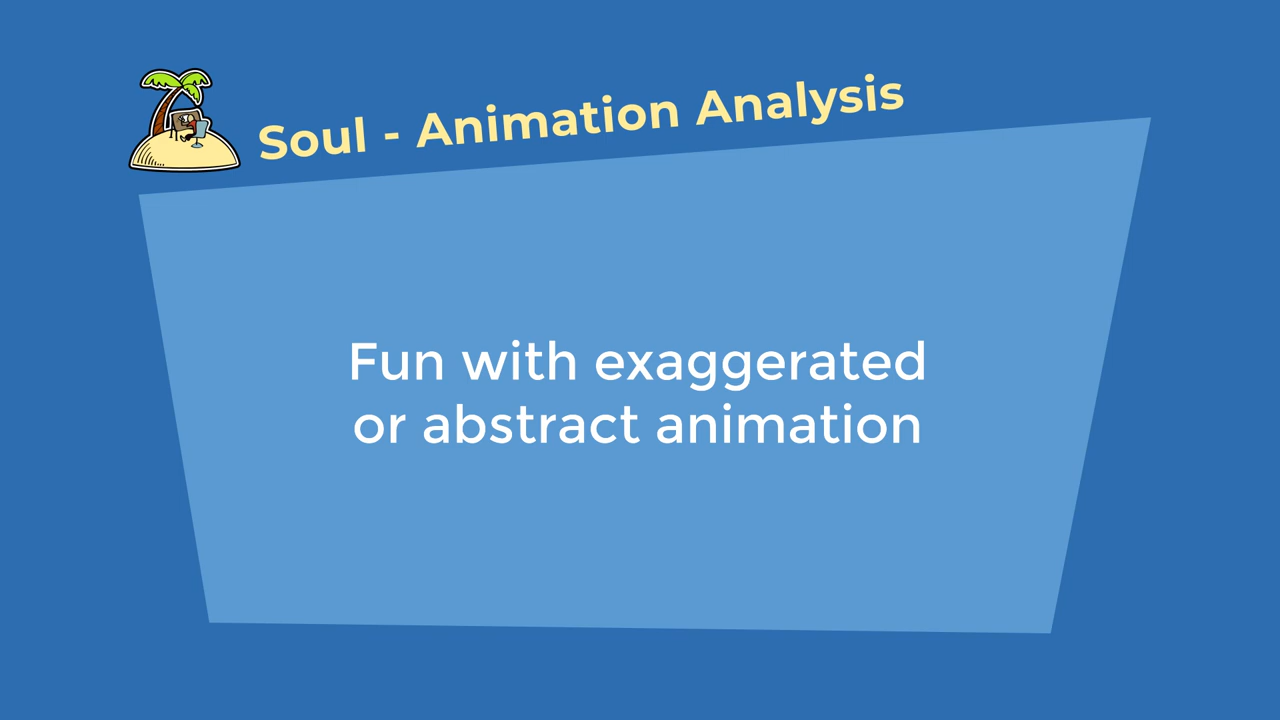 Soul - Animation Analysis
Fun with exaggerated
or abstract animation